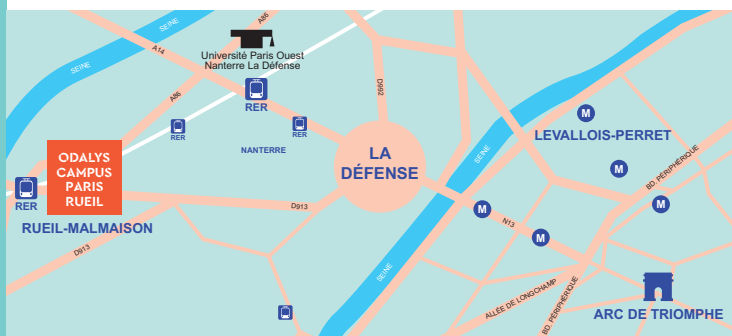 SEINE
A14
A86
Université Paris Ouest
Nanterre La Défense
SEINE
A86
RER
RER
RER
NANTERRE
D992
LA
DÉFENSE
SEINE
M
LEVALLOIS-PERRET
M
BD. PÉRIPHÉRIQUE
M
ODALYS
CAMPUS
PARIS
RUEIL
RER
RUEIL-MALMAISON
D913
D913
M
N13
M
SEINE
ALLÉE DE LONGCHAMP
BD. PÉRIPHÉRIQUE
ARC DE TRIOMPHE